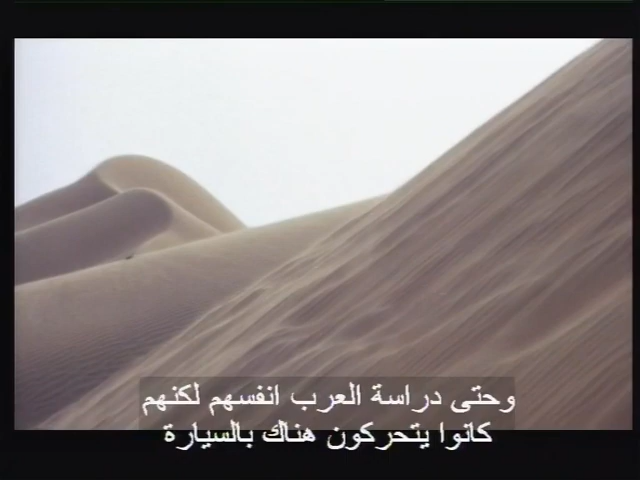 وحتى دراسة العرب انفسهم لكنهم
كانوا يتحركون هناك بالسيارة